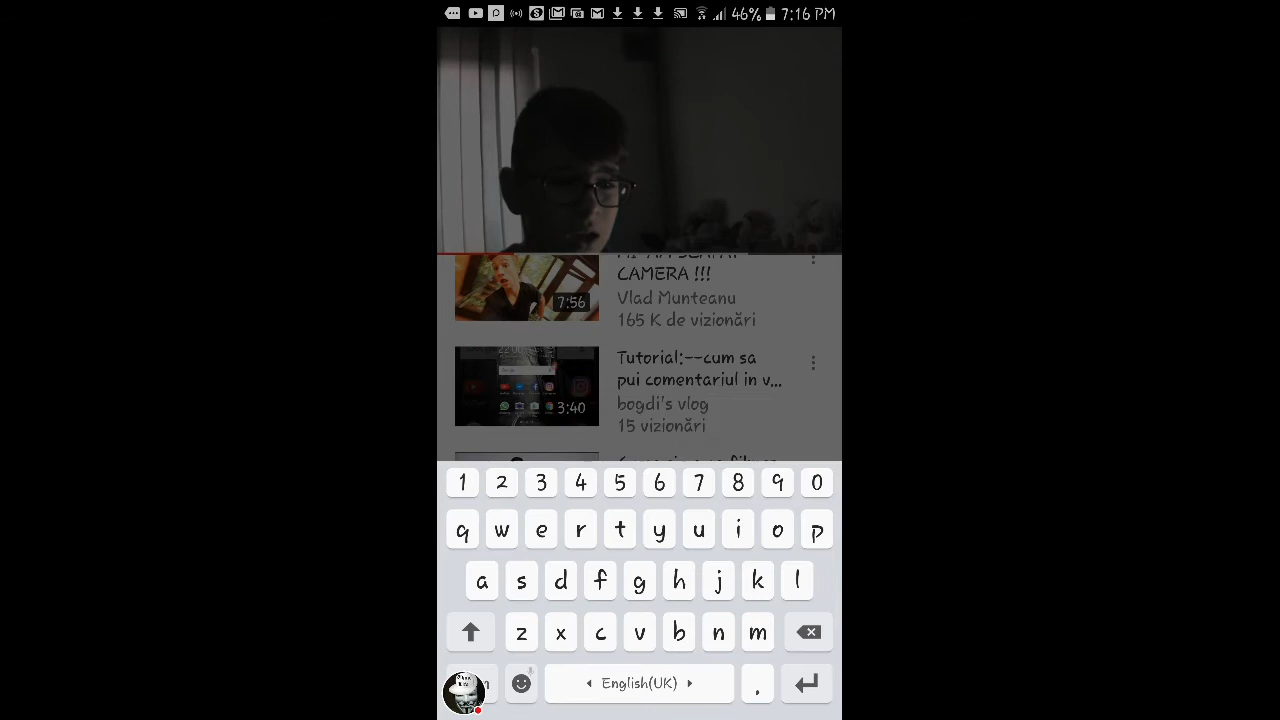 46% 7:16 PM
CAMERA !!!
7:56
Vlad Munteanu
165 K de vizionări
Tutorial:--cum sa
pui comentariul in v...
3:40
bogdi's vlog
15 vizionări
1 2 3 4 5 6 7 8 9 0
q w e r t y u i o p
a s d f g h j k l
z x c v b n m
English(UK) .